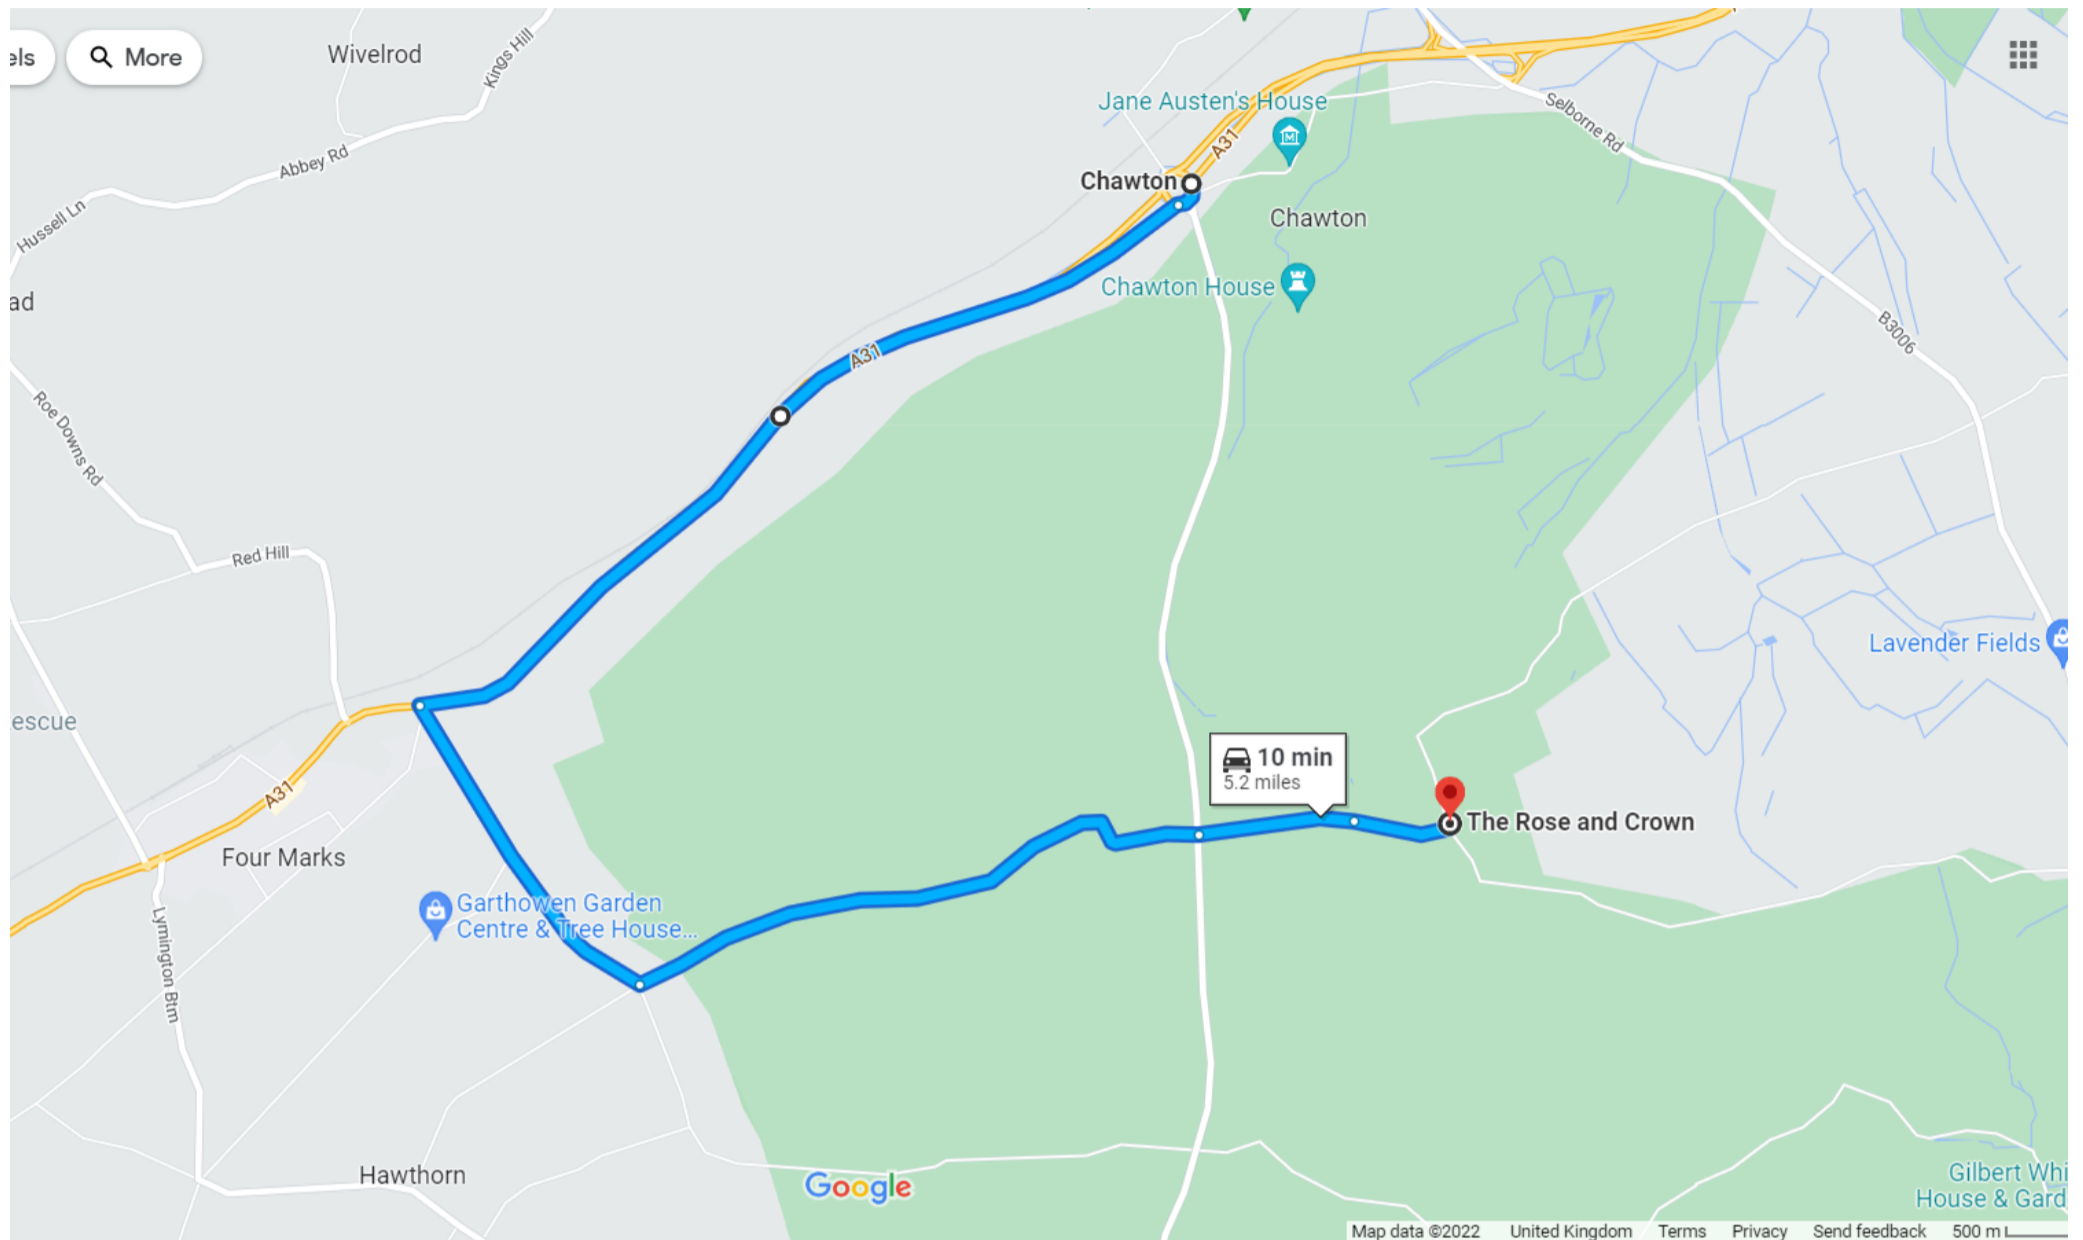 els
More
Wivelrod
Kings Hill
Abbey Rd
Hussell Ln
ad
Jane Austen's House
A31
Selborne Rd
Chawton
Chawton
Chawton House
B3006
A31
Roe Downs Rd
Red Hill
Lavender Fields
escue
10 min
5.2 miles
A31
The Rose and Crown
Four Marks
Garthowen Garden
Centre & Tree House...
Lymington Btm
Hawthorn
Google
Gilbert Whi
House & Gard
Map data ©2022 United Kingdom Terms Privacy Send feedback 500 m